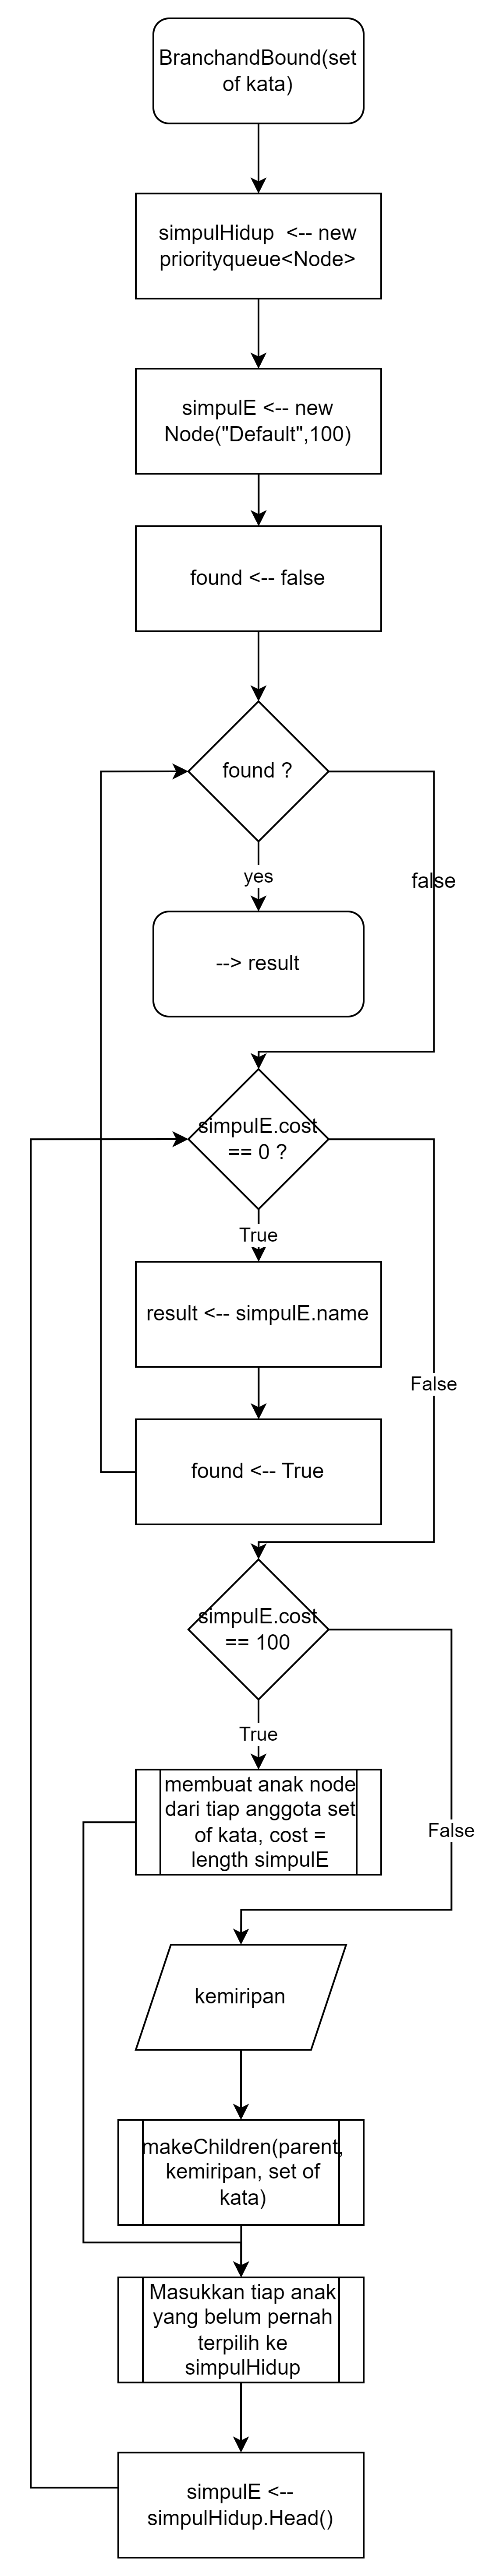 BranchandBound(set
of kata)
simpulHidup <-- new
priorityqueue<Node>
simpulE <-- new
Node("Default",100)
found <-- false
found ?
yes
false
--> result
simpulE.cost
== 0 ?
True
result <-- simpulE.name
False
found <-- True
simpulE.cost
== 100
True
membuat anak node
dari tiap anggota set
of kata, cost =
length simpulE
False
kemiripan
makeChildren(parent,
kemiripan, set of
kata)
Masukkan tiap anak
yang belum pernah
terpilih ke
simpulHidup
simpulE <--
simpulHidup.Head()